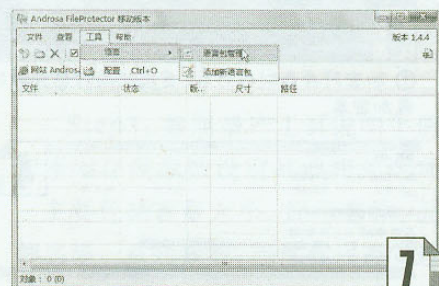 Androsa FileProtector 移动版本
文件 查看 工具 帮助 版本 1.4.4
语言 语言包管理
网站 Andros 配置 Ctrl+O 添加新语言包
文件 状态 版.. 尺寸 路径
对象： 0 (0)
7